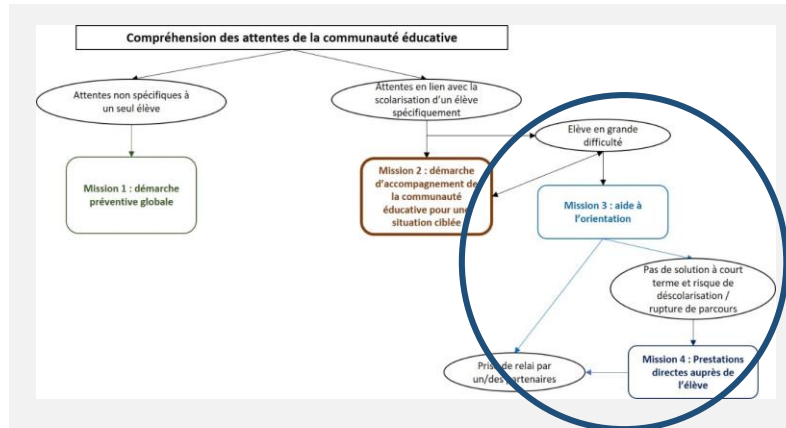 Compréhension des attentes de la communauté éducative
Attentes non spécifiques à
un seul élève
Attentes en lien avec la
scolarisation d'un élève
spécifiquement
Elève en grande
difficulté
Mission 1 : démarche
préventive globale
Mission 2 : démarche
d'accompagnement de
la communauté
éducative pour une
situation ciblée
Mission 3 : aide à
l'orientation
Pas de solution à court
terme et risque de
déscolarisation /
rupture de parcours
Prise de relai par
un/des partenaires
Mission 4 : Prestations
directes auprès de
l'élève